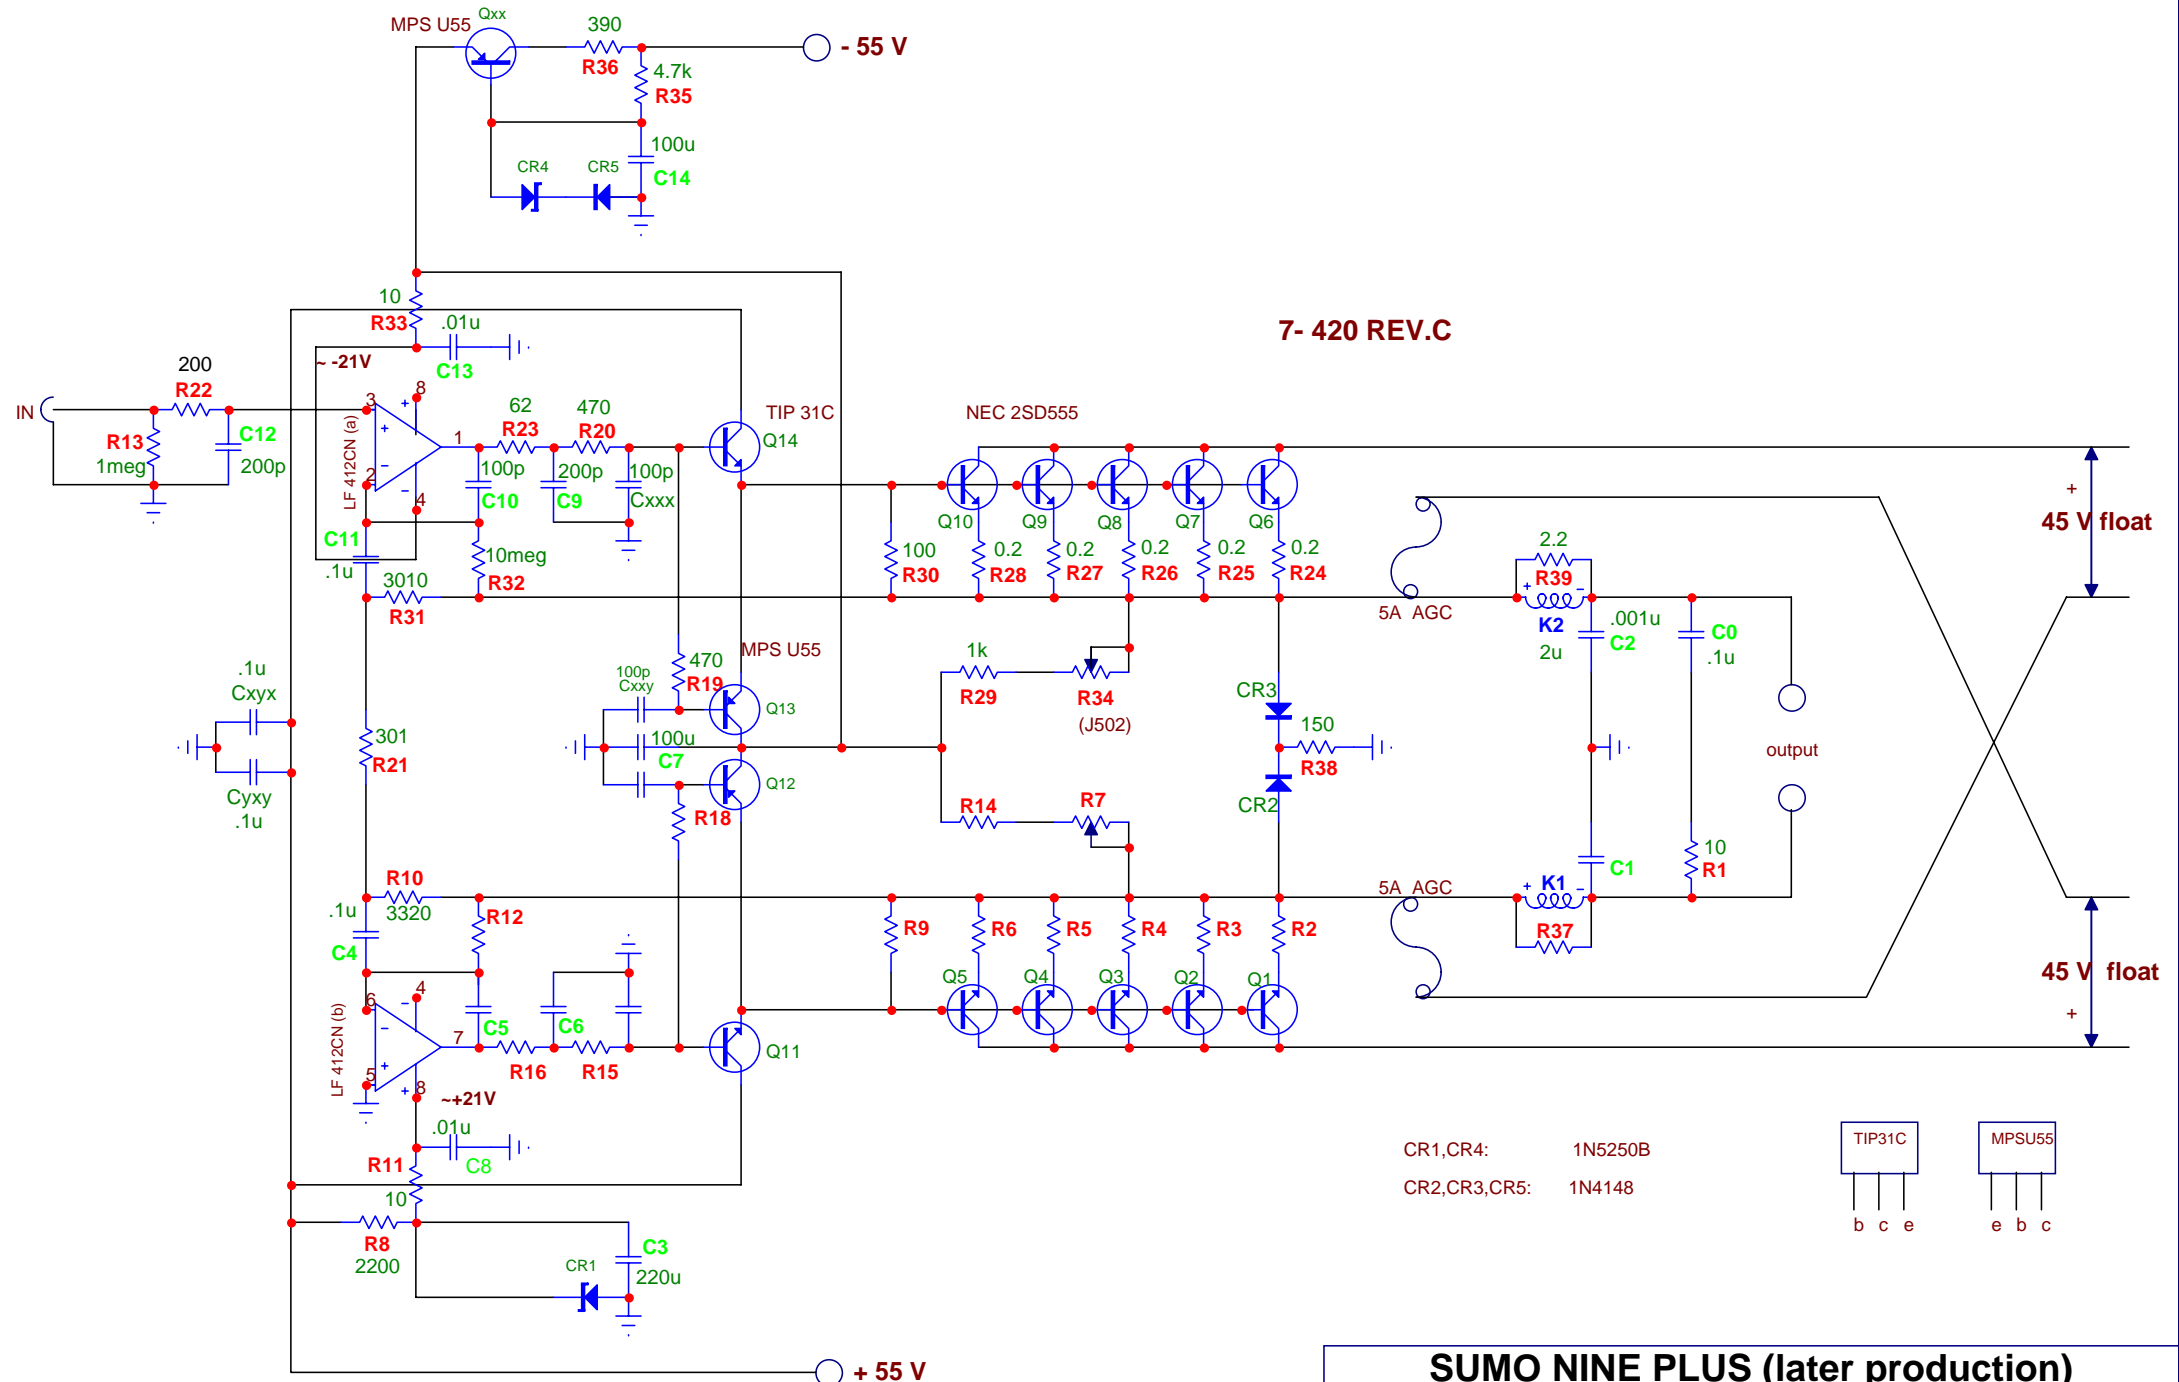 Qxx
MPS U55
390
R36
- 55 V
4.7k
R35
100u
C14
CR4
CR5
10
R33
.01u
C13
~ -21V
7- 420 REV.C
200
R22
IN
R13
1meg
C12
200p
LF 412CN (a)
3
+
8
+
2
−
4
−
1
62
R23
470
R20
100p
C10
200p
C9
100p
Cxxx
TIP 31C
Q14
C11
.1u
10meg
R32
3010
R31
NEC 2SD555
Q10
Q9
Q8
Q7
Q6
100
R30
0.2
R28
0.2
R27
0.2
R26
0.2
R25
0.2
R24
5A AGC
2.2
R39
+
-
K2
2u
.001u
C2
C0
.1u
+
45 V float
.1u
Cxyx
Cyxy
.1u
301
R21
100p
Cxxy
470
R19
MPS U55
Q13
100u
C7
Q12
R18
1k
R29
R34
(J502)
R14
R7
CR3
150
R38
CR2
output
10
R1
C1
R10
3320
.1u
C4
R12
R9
R6
R5
R4
R3
R2
5A AGC
+
K1
-
R37
45 V float
+
Q5
Q4
Q3
Q2
Q1
LF 412CN (b)
6
−
4
−
5
+
8
+
7
C5
C6
R16
R15
Q11
~+21V
.01u
C8
R11
10
R8
2200
CR1
C3
220u
CR1,CR4: 1N5250B
CR2,CR3,CR5: 1N4148
TIP31C
b c e
MPSU55
e b c
+ 55 V
SUMO NINE PLUS (later production)